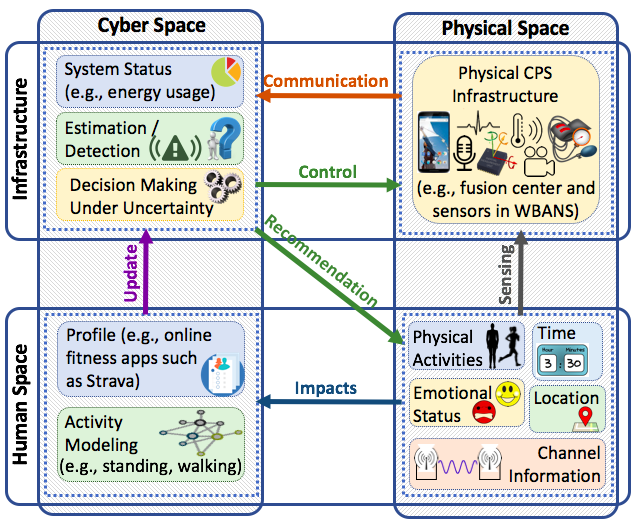 Cyber Space
Physical Space
Infrastructure
System Status
(e.g., energy usage)
Estimation /
Detection
Decision Making
Under Uncertainty
Communication
Control
Recommendation
Physical CPS
Infrastructure
(e.g., fusion center and
sensors in WBANS)
Update
Sensing
Human Space
Profile (e.g., online
fitness apps such
as Strava)
Activity
Modeling
(e.g., standing, walking)
Impacts
Physical
Activities
Time
Hour Minutes
3 : 30
Emotional
Status
Location
Channel
Information